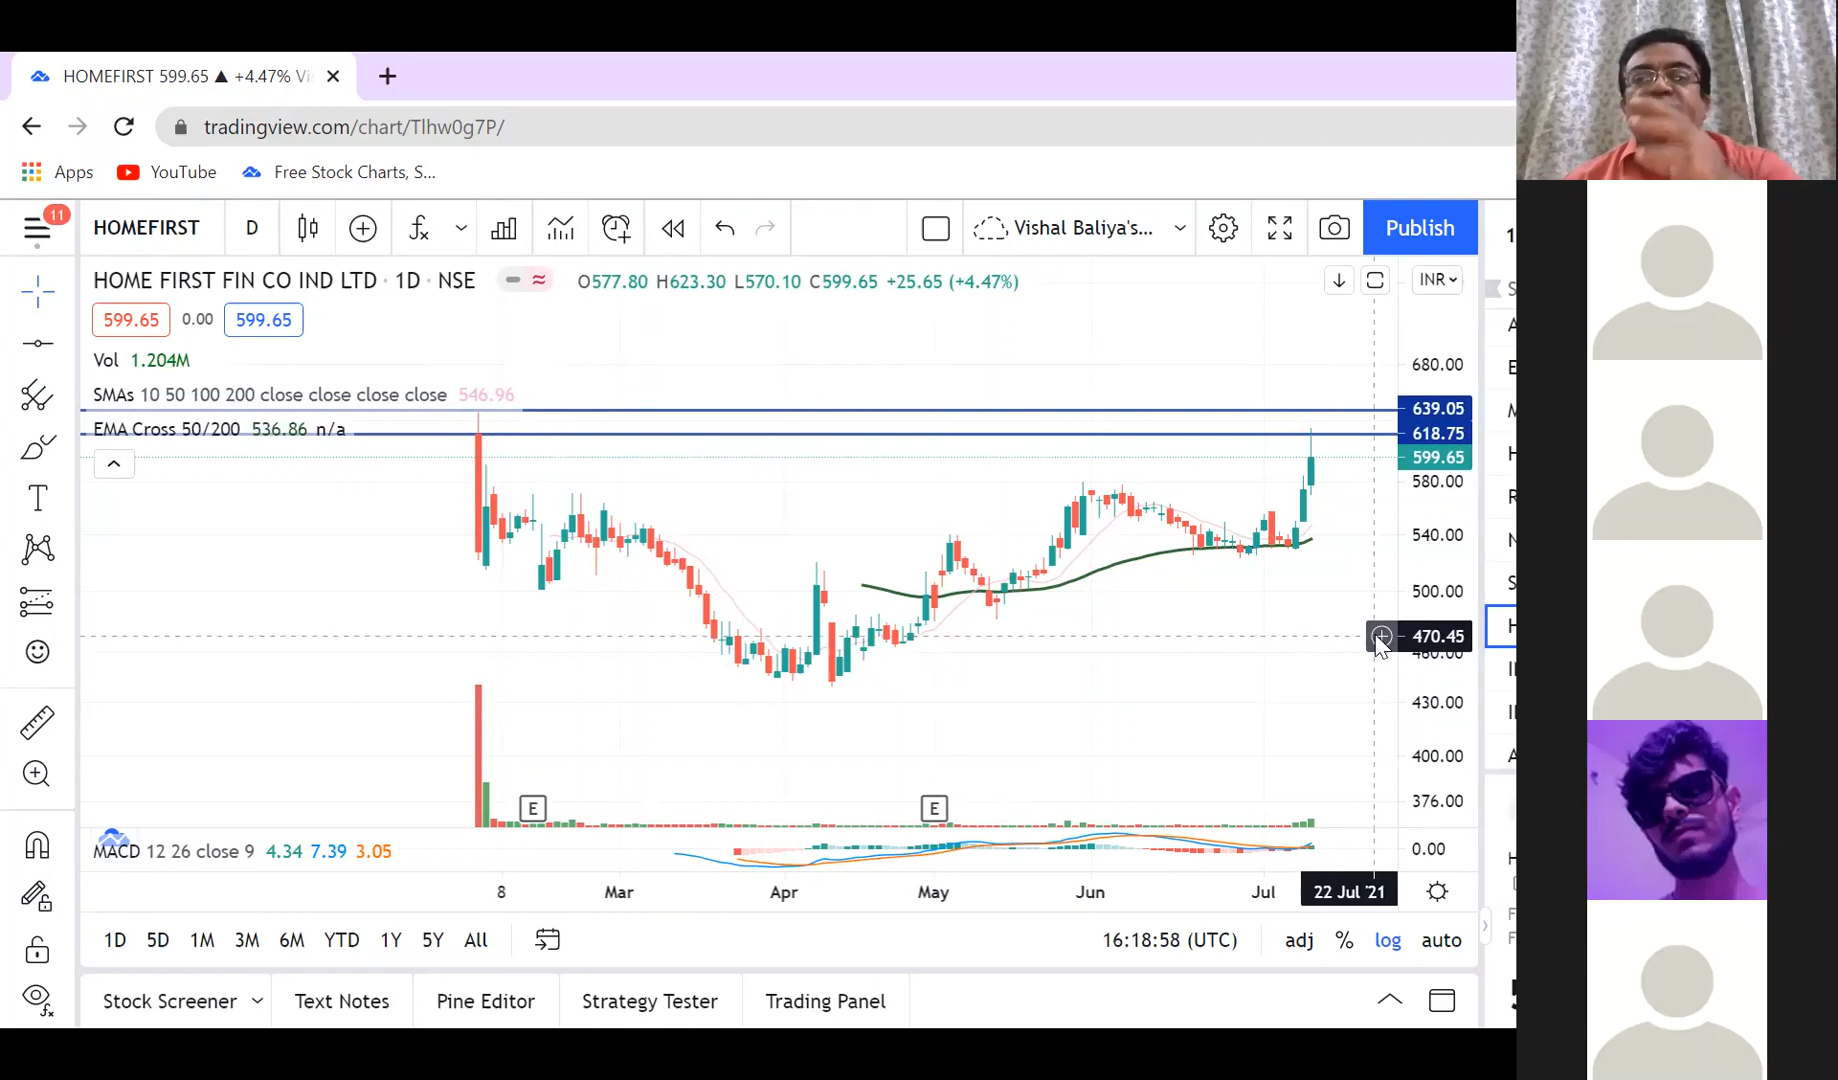 HOMEFIRST 599.65 ▲ +4.47% Vi
tradingview.com/chart/Tlhw0g7P/
Apps YouTube Free Stock Charts, S...
11 HOMEFIRST D Vishal Baliya's... Publish
HOME FIRST FIN CO IND LTD · 1D · NSE O577.80 H623.30 L570.10 C599.65 +25.65 (+4.47%) INR
599.65 0.00 599.65
Vol 1.204M
680.00
SMAs 10 50 100 200 close close close close 546.96
639.05
EMA Cross 50/200 536.86 n/a
618.75
599.65
580.00
540.00
500.00
470.45
460.00
430.00
400.00
376.00
E E
MACD 12 26 close 9 4.34 7.39 3.05
0.00
8 Mar Apr May Jun Jul 22 Jul '21
1D 5D 1M 3M 6M YTD 1Y 5Y All 16:18:58 (UTC) adj % log auto
Stock Screener Text Notes Pine Editor Strategy Tester Trading Panel